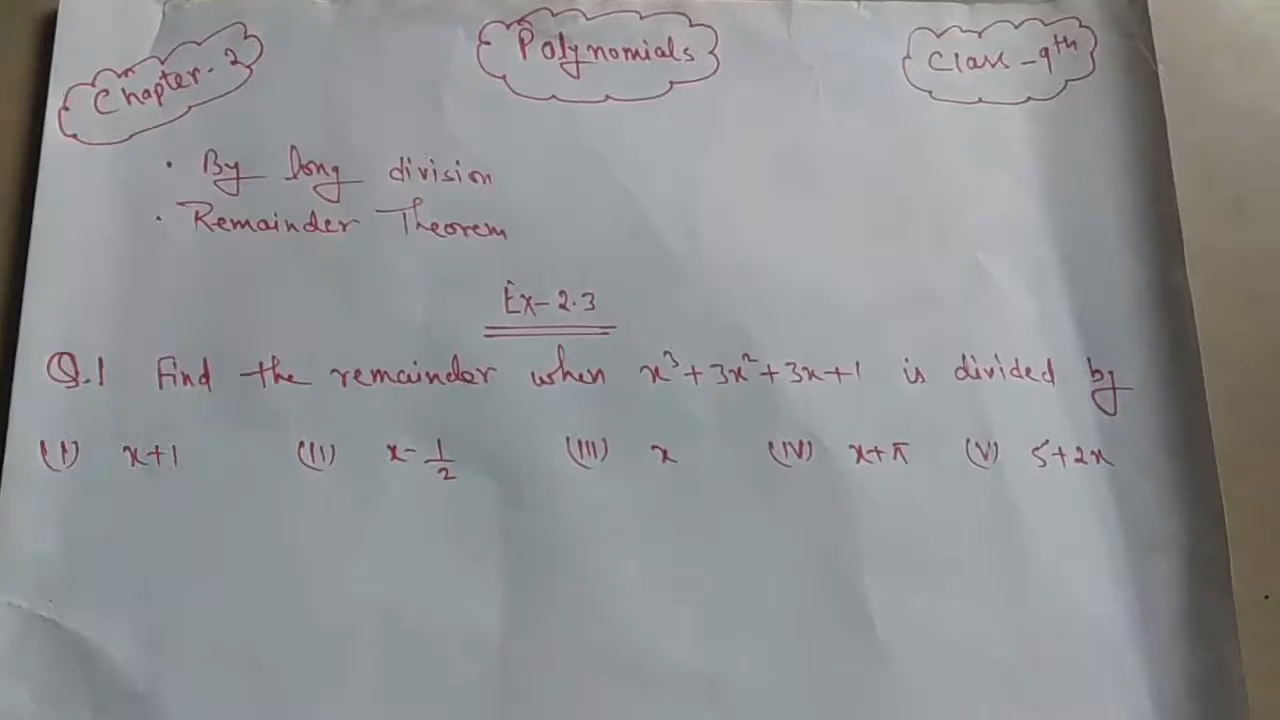 Chapter-2
Polynomials
Class-9th
· By long division
· Remainder Theorem
Ex-2.3
Q.1 Find the remainder when x³+3x²+3x+1 is divided by
(I) x+1 (II) x-1/2 (III) x (IV) x+π (V) 5+2x